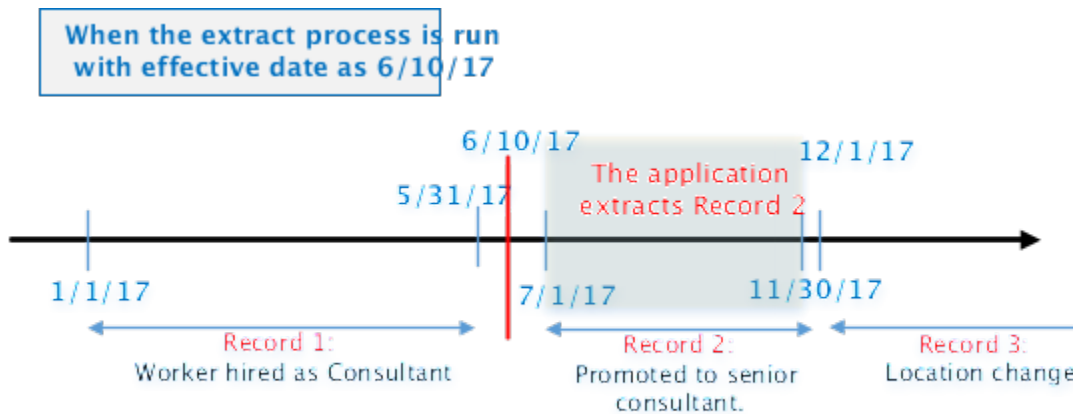 When the extract process is run
with effective date as 6/10/17
6/10/17
12/1/17
The application
extracts Record 2
5/31/17
1/1/17
7/1/17
11/30/17
Record 1:
Worker hired as Consultant
Record 2:
Promoted to senior
consultant.
Record 3:
Location change